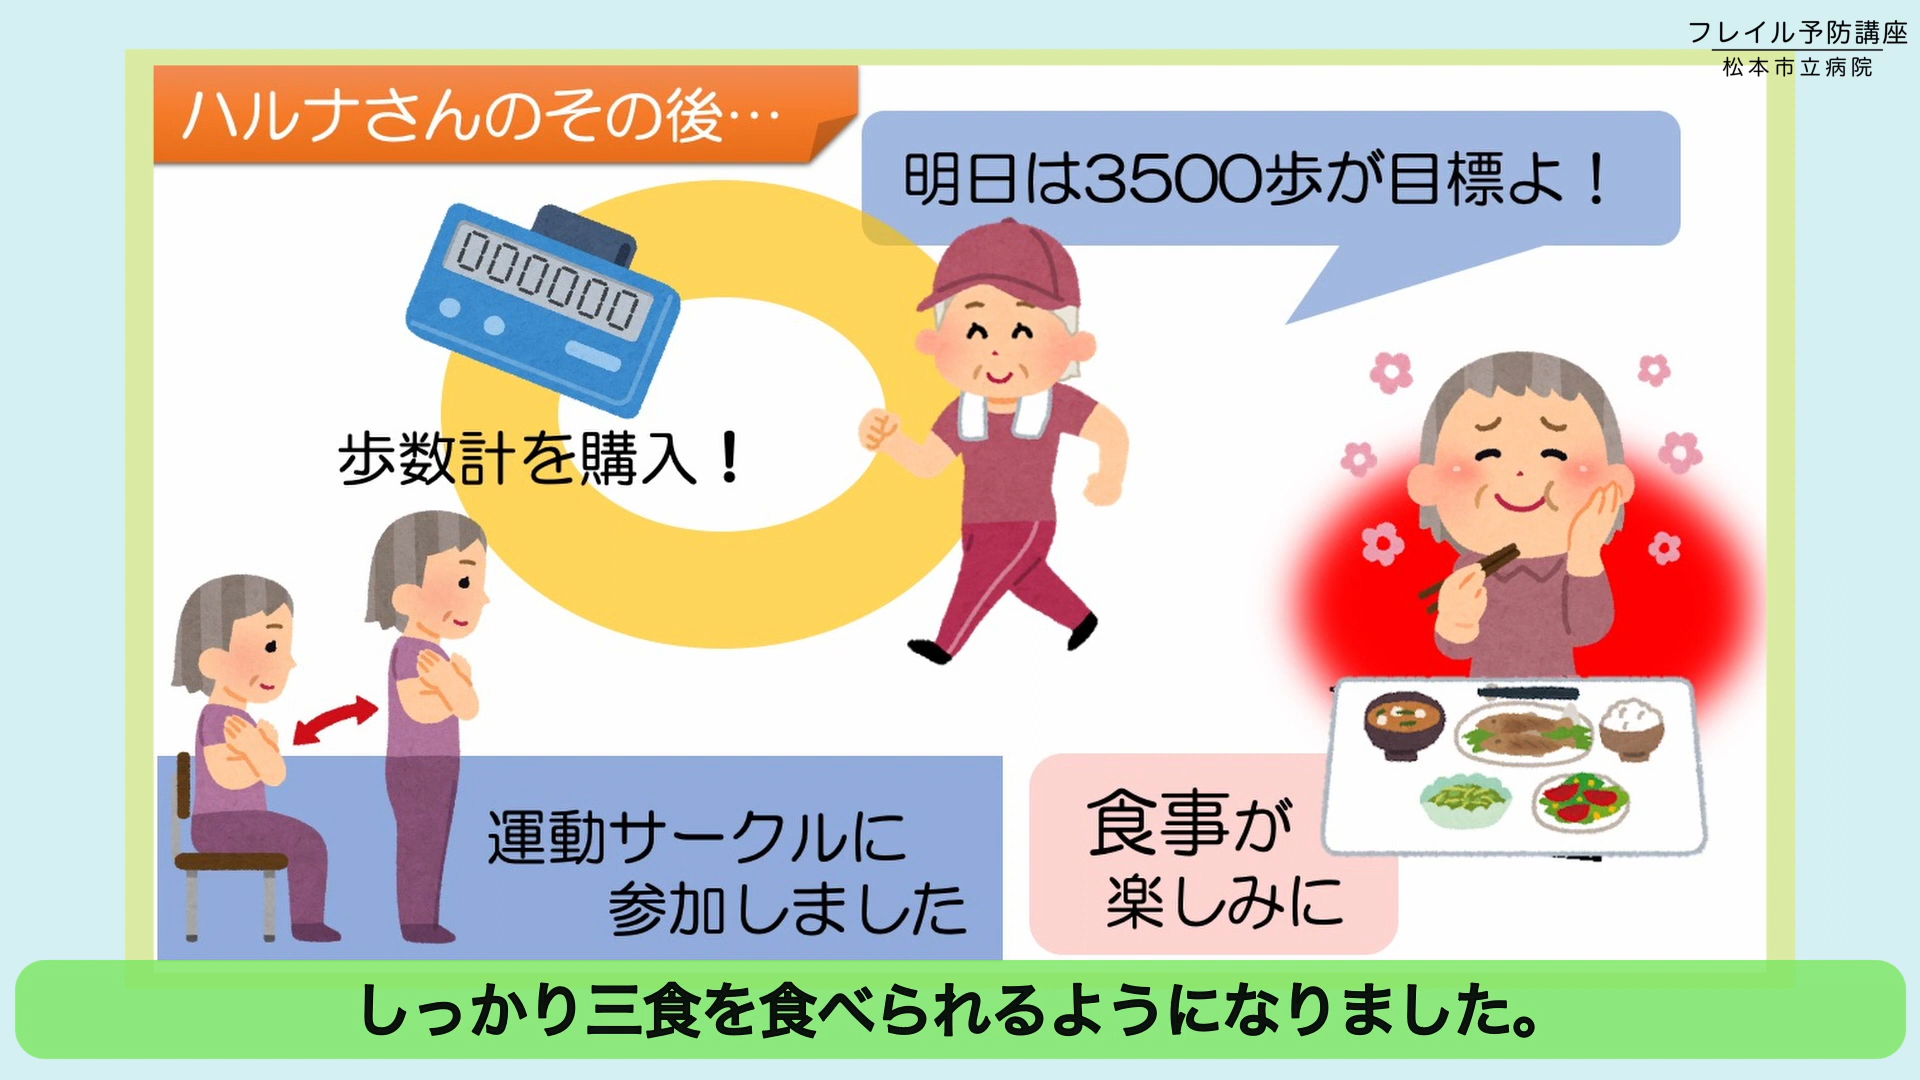 フレイル予防講座
松本市立病院
ハルナさんのその後…
明日は3500歩が目標よ！
000000
歩数計を購入！
運動サークルに
参加しました
食事が
楽しみに
しっかり三食を食べられるようになりました。